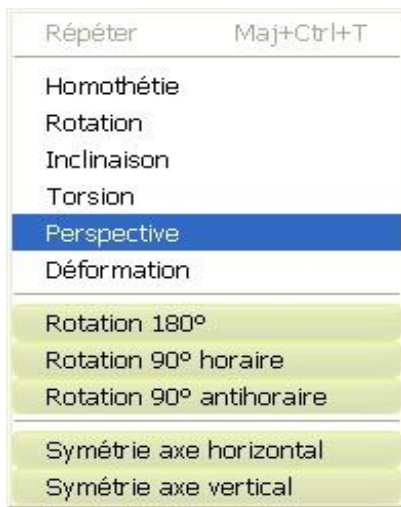 Répéter Maj+Ctrl+T
Homothétie
Rotation
Inclinaison
Torsion
Perspective
Déformation
Rotation 180º
Rotation 90º horaire
Rotation 90º antihoraire
Symétrie axe horizontal
Symétrie axe vertical